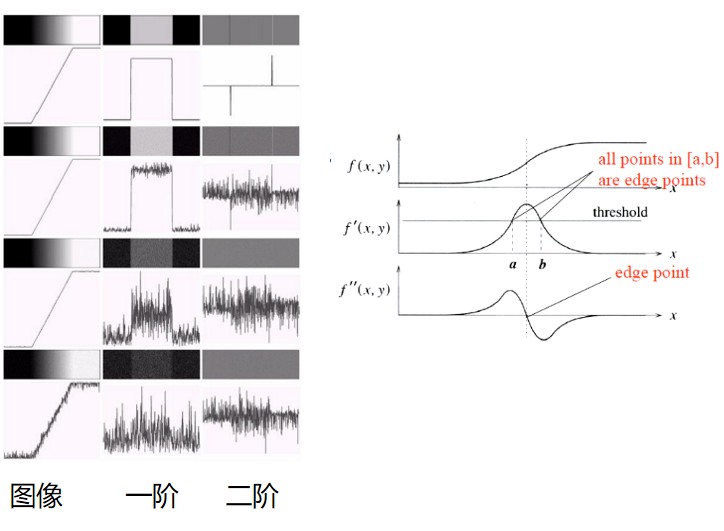 f(x, y)
all points in [a,b]
are edge points
x
threshold
f′(x, y)
x
a b
edge point
f″(x, y)
x
图像 一阶 二阶